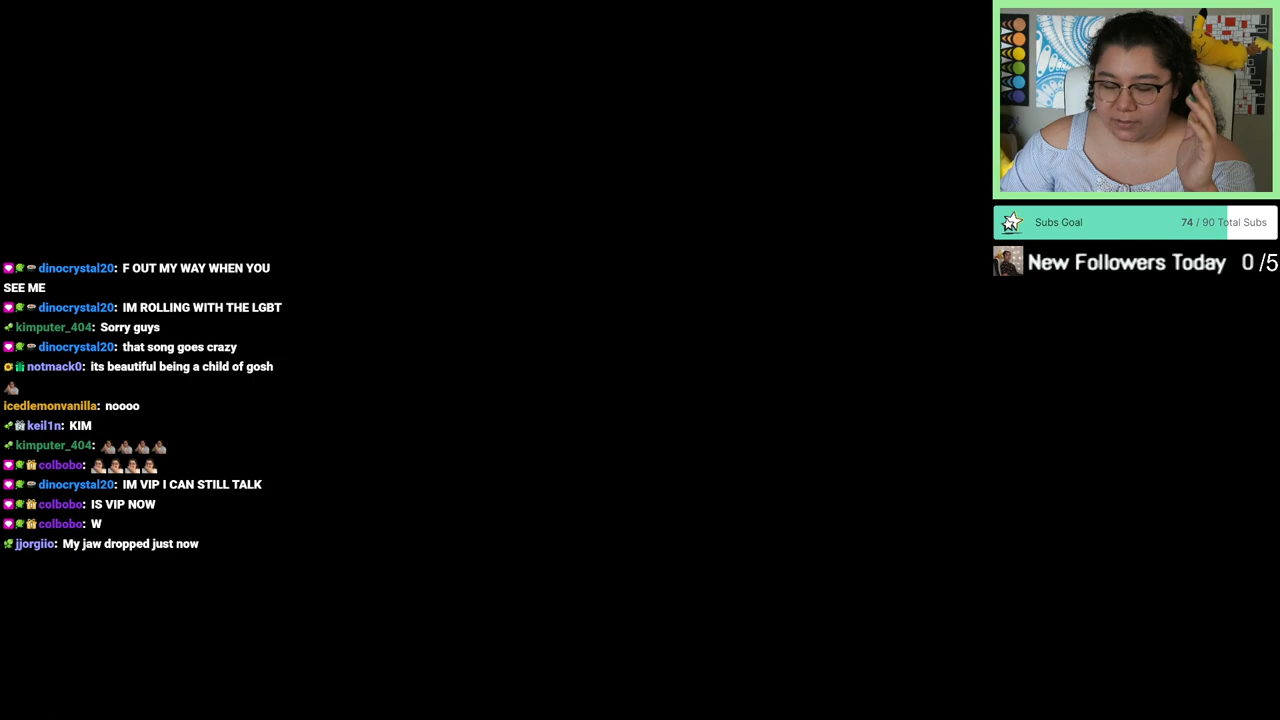 dinocrystal20: F OUT MY WAY WHEN YOU
SEE ME
dinocrystal20: IM ROLLING WITH THE LGBT
kimputer_404: Sorry guys
dinocrystal20: that song goes crazy
notmack0: its beautiful being a child of gosh
icedlemonvanilla: noooo
keil1n: KIM
kimputer_404:
colbobo:
dinocrystal20: IM VIP I CAN STILL TALK
colbobo: IS VIP NOW
colbobo: W
jjorgiio: My jaw dropped just now
Subs Goal 74 / 90 Total Subs
New Followers Today 0 /5